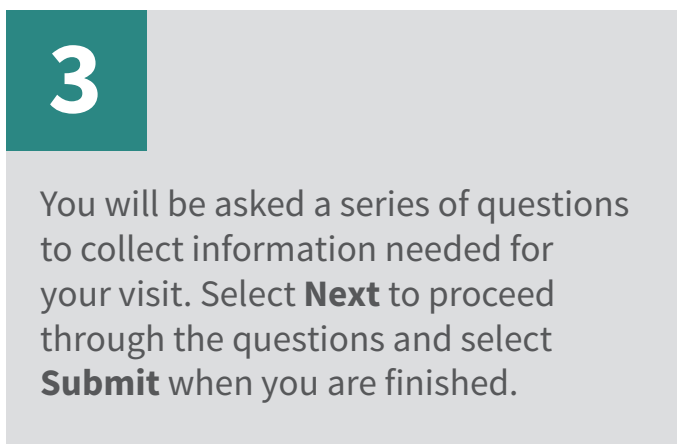 3
You will be asked a series of questions
to collect information needed for
your visit. Select Next to proceed
through the questions and select
Submit when you are finished.